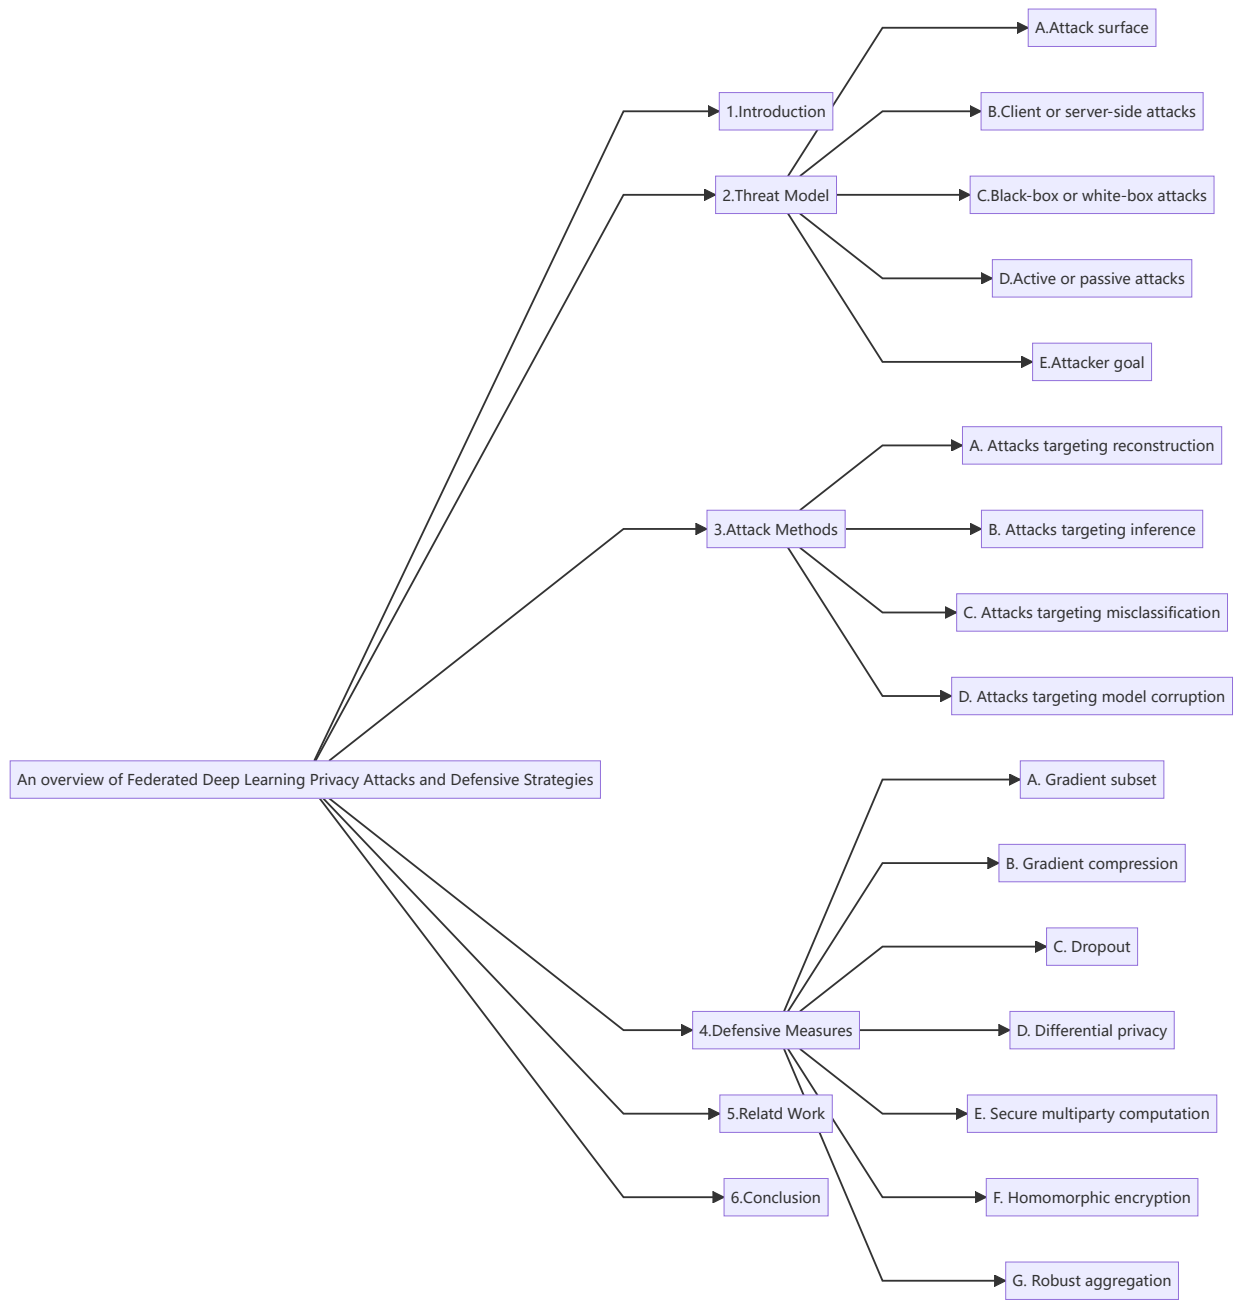 An overview of Federated Deep Learning Privacy Attacks and Defensive Strategies
1.Introduction
2.Threat Model
A.Attack surface
B.Client or server-side attacks
C.Black-box or white-box attacks
D.Active or passive attacks
E.Attacker goal
3.Attack Methods
A. Attacks targeting reconstruction
B. Attacks targeting inference
C. Attacks targeting misclassification
D. Attacks targeting model corruption
4.Defensive Measures
A. Gradient subset
B. Gradient compression
C. Dropout
D. Differential privacy
E. Secure multiparty computation
F. Homomorphic encryption
G. Robust aggregation
5.Relatd Work
6.Conclusion